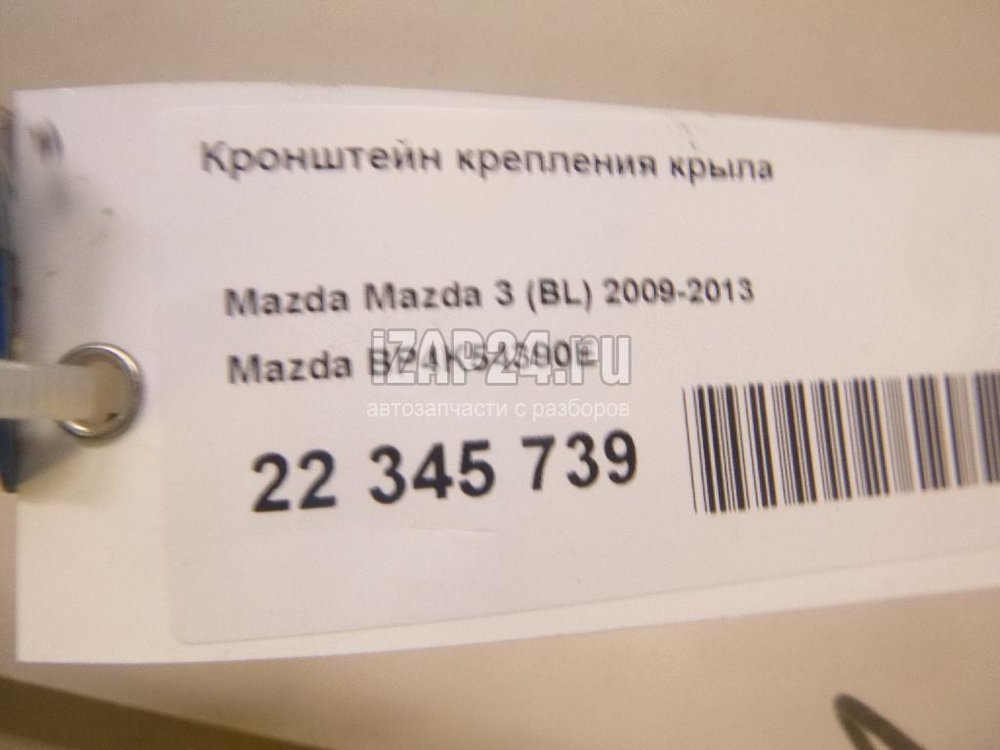 Кронштейн крепления крыла
Mazda Mazda 3 (BL) 2009-2013
Mazda
iZAP24.ru
автозапчасти с разборов
22 345 739